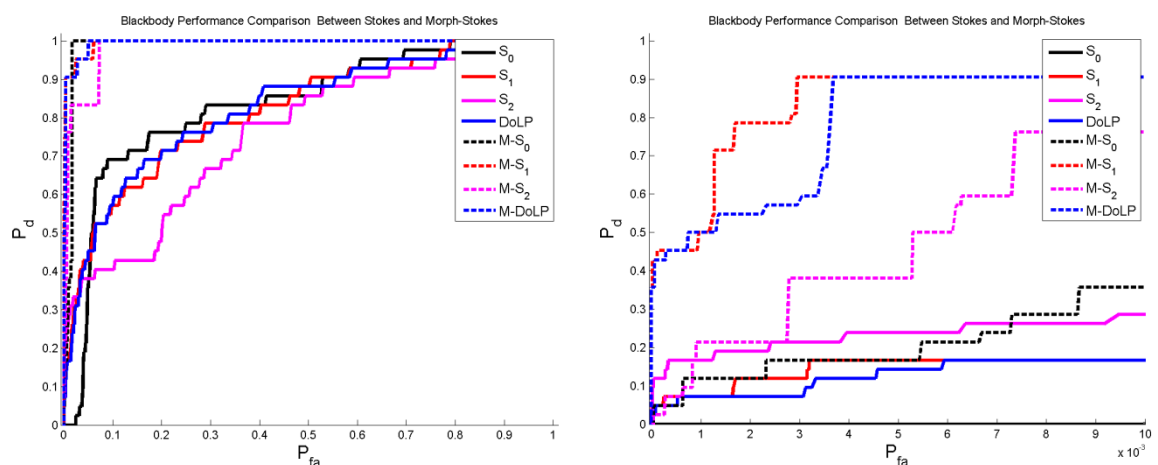 Blackbody Performance Comparison Between Stokes and Morph-Stokes
1
0.9
0.8
0.7
0.6
0.5
0.4
0.3
0.2
0.1
0
P_d
0 0.1 0.2 0.3 0.4 0.5 0.6 0.7 0.8 0.9 1
P_fa
S_0
S_1
S_2
DoLP
M-S_0
M-S_1
M-S_2
M-DoLP
Blackbody Performance Comparison Between Stokes and Morph-Stokes
1
0.9
0.8
0.7
0.6
0.5
0.4
0.3
0.2
0.1
0
P_d
0 1 2 3 4 5 6 7 8 9 10
x 10^-3
P_fa
S_0
S_1
S_2
DoLP
M-S_0
M-S_1
M-S_2
M-DoLP